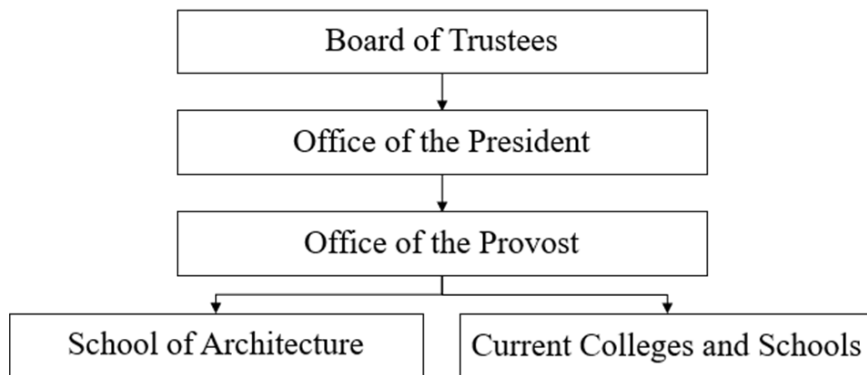 Board of Trustees
Office of the President
Office of the Provost
School of Architecture
Current Colleges and Schools